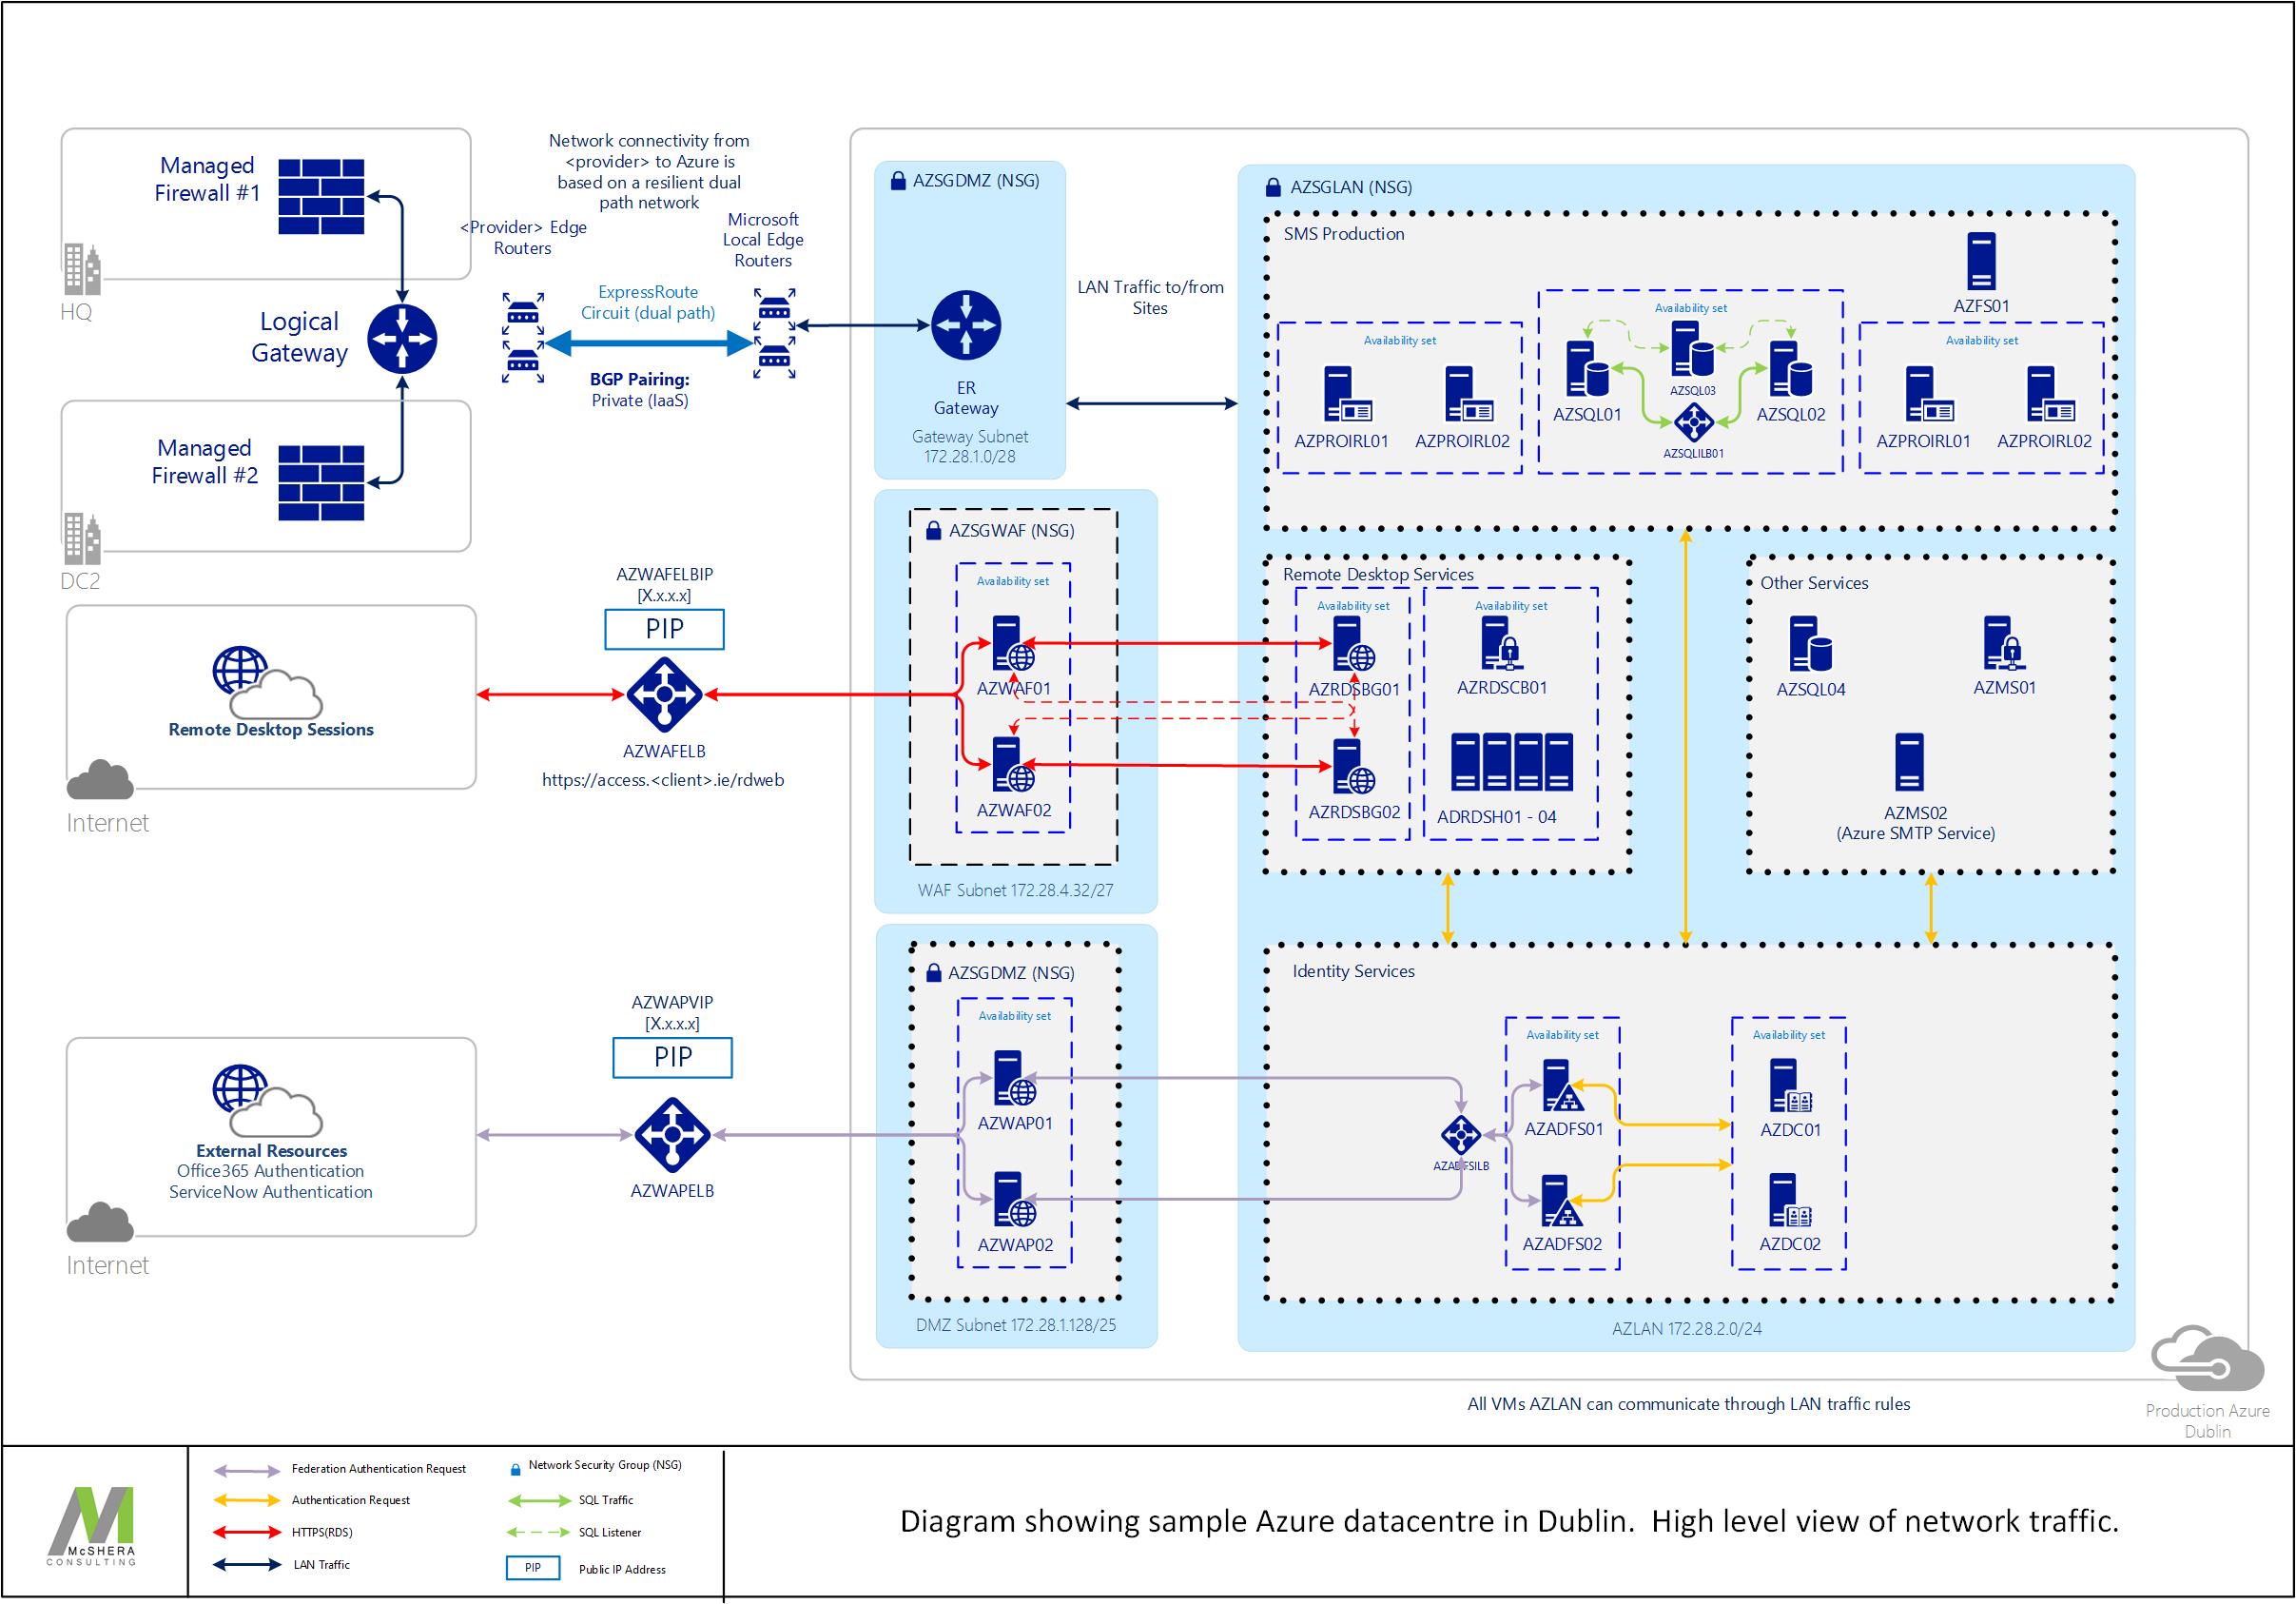 Managed
Firewall #1
HQ
Logical
Gateway
Managed
Firewall #2
DC2
Network connectivity from
<provider> to Azure is
based on a resilient dual
path network
<Provider> Edge
Routers
Microsoft
Local Edge
Routers
ExpressRoute
Circuit (dual path)
BGP Pairing:
Private (IaaS)
AZSGDMZ (NSG)
ER
Gateway
Gateway Subnet
172.28.1.0/28
LAN Traffic to/from
Sites
AZSGLAN (NSG)
SMS Production
AZFS01
Availability set
AZPROIRL01
AZPROIRL02
Availability set
AZSQL01
AZSQL03
AZSQL02
AZSQLILB01
Availability set
AZPROIRL01
AZPROIRL02
Remote Desktop Sessions
Internet
AZWAFELBIP
[X.x.x.x]
PIP
AZWAFELB
https://access.<client>.ie/rdweb
AZSGWAF (NSG)
Availability set
AZWAF01
AZWAF02
WAF Subnet 172.28.4.32/27
Remote Desktop Services
Availability set
AZRDSBG01
AZRDSBG02
Availability set
AZRDSCB01
ADRDSH01 - 04
Other Services
AZSQL04
AZMS01
AZMS02
(Azure SMTP Service)
External Resources
Office365 Authentication
ServiceNow Authentication
Internet
AZWAPVIP
[X.x.x.x]
PIP
AZWAPELB
AZSGDMZ (NSG)
Availability set
AZWAP01
AZWAP02
DMZ Subnet 172.28.1.128/25
Identity Services
AZADFSILB
Availability set
AZADFS01
AZADFS02
Availability set
AZDC01
AZDC02
AZLAN 172.28.2.0/24
All VMs AZLAN can communicate through LAN traffic rules
Production Azure
Dublin
McSHERA
CONSULTING
Federation Authentication Request
Authentication Request
HTTPS(RDS)
LAN Traffic
Network Security Group (NSG)
SQL Traffic
SQL Listener
PIP
Public IP Address
Diagram showing sample Azure datacentre in Dublin.  High level view of network traffic.